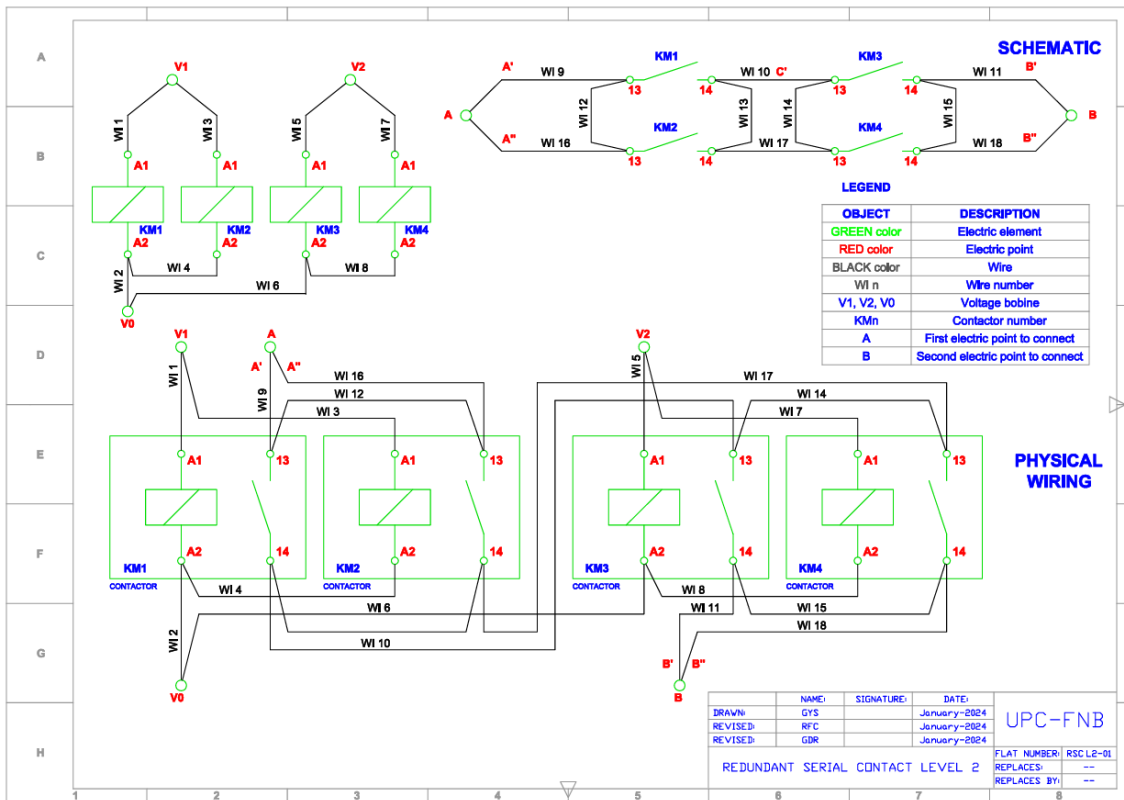 SCHEMATIC
A
B
C
D
E
F
G
H
V1
V2
WI 1
WI 3
WI 5
WI 7
A1
A1
A1
A1
KM1
KM2
KM3
KM4
A2
A2
A2
A2
WI 2
WI 4
WI 6
WI 8
V0
A' WI 9 KM1 WI 10 C' KM3 WI 11 B'
13 14 13 14
A WI 12 WI 13 WI 14 WI 15 B
A" WI 16 KM2 WI 17 KM4 WI 18 B"
13 14 13 14
LEGEND
OBJECT DESCRIPTION
GREEN color Electric element
RED color Electric point
BLACK color Wire
WI n Wire number
V1, V2, V0 Voltage bobine
KMn Contactor number
A First electric point to connect
B Second electric point to connect
V1 A V2
A' A"
WI 1 WI 9 WI 16 WI 5 WI 17
WI 12 WI 14
WI 3 WI 7
A1 13 A1 13 A1 13 A1 13
PHYSICAL
WIRING
A2 14 A2 14 A2 14 A2 14
KM1 KM2 KM3 KM4
CONTACTOR CONTACTOR CONTACTOR CONTACTOR
WI 4 WI 8
WI 6 WI 11 WI 15
WI 2 WI 18
WI 10
B' B"
V0 B
NAME: SIGNATURE: DATE:
DRAWN: GYS January-2024
REVISED: RFC January-2024
REVISED: GDR January-2024
UPC-FNB
REDUNDANT SERIAL CONTACT LEVEL 2
FLAT NUMBER: RSCL2-01
REPLACES: --
REPLACES BY: --
1 2 3 4 5 6 7 8